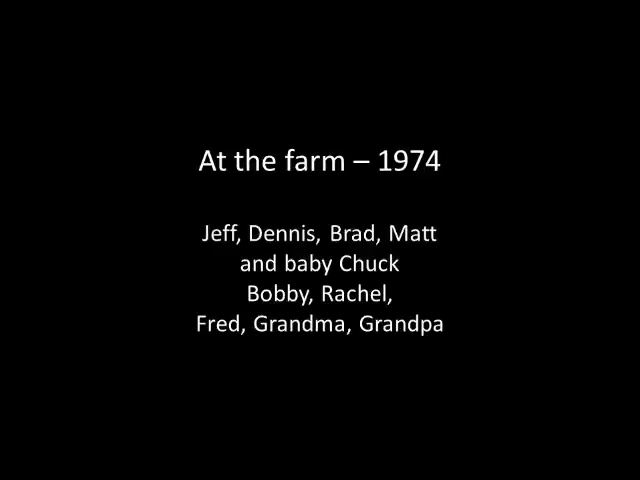 At the farm – 1974
Jeff, Dennis, Brad, Matt
and baby Chuck
Bobby, Rachel,
Fred, Grandma, Grandpa